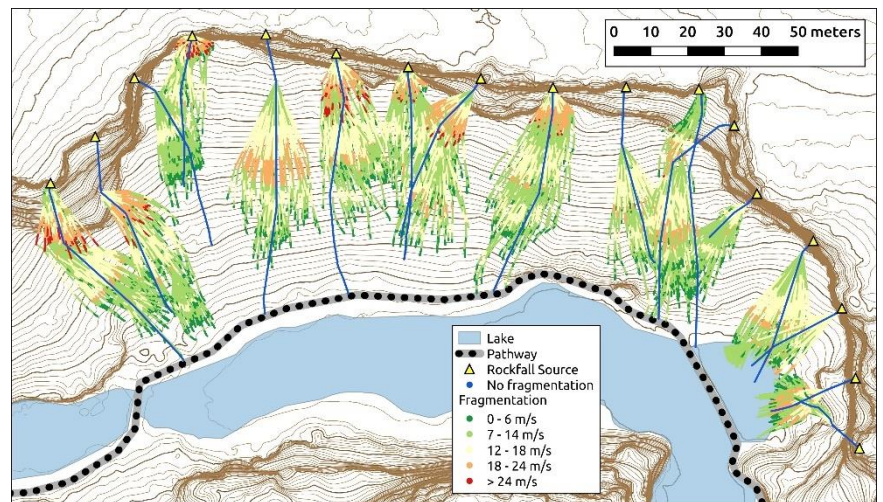 0 10 20 30 40 50 meters
Lake
Pathway
Rockfall Source
No fragmentation
Fragmentation
0 - 6 m/s
7 - 14 m/s
12 - 18 m/s
18 - 24 m/s
> 24 m/s